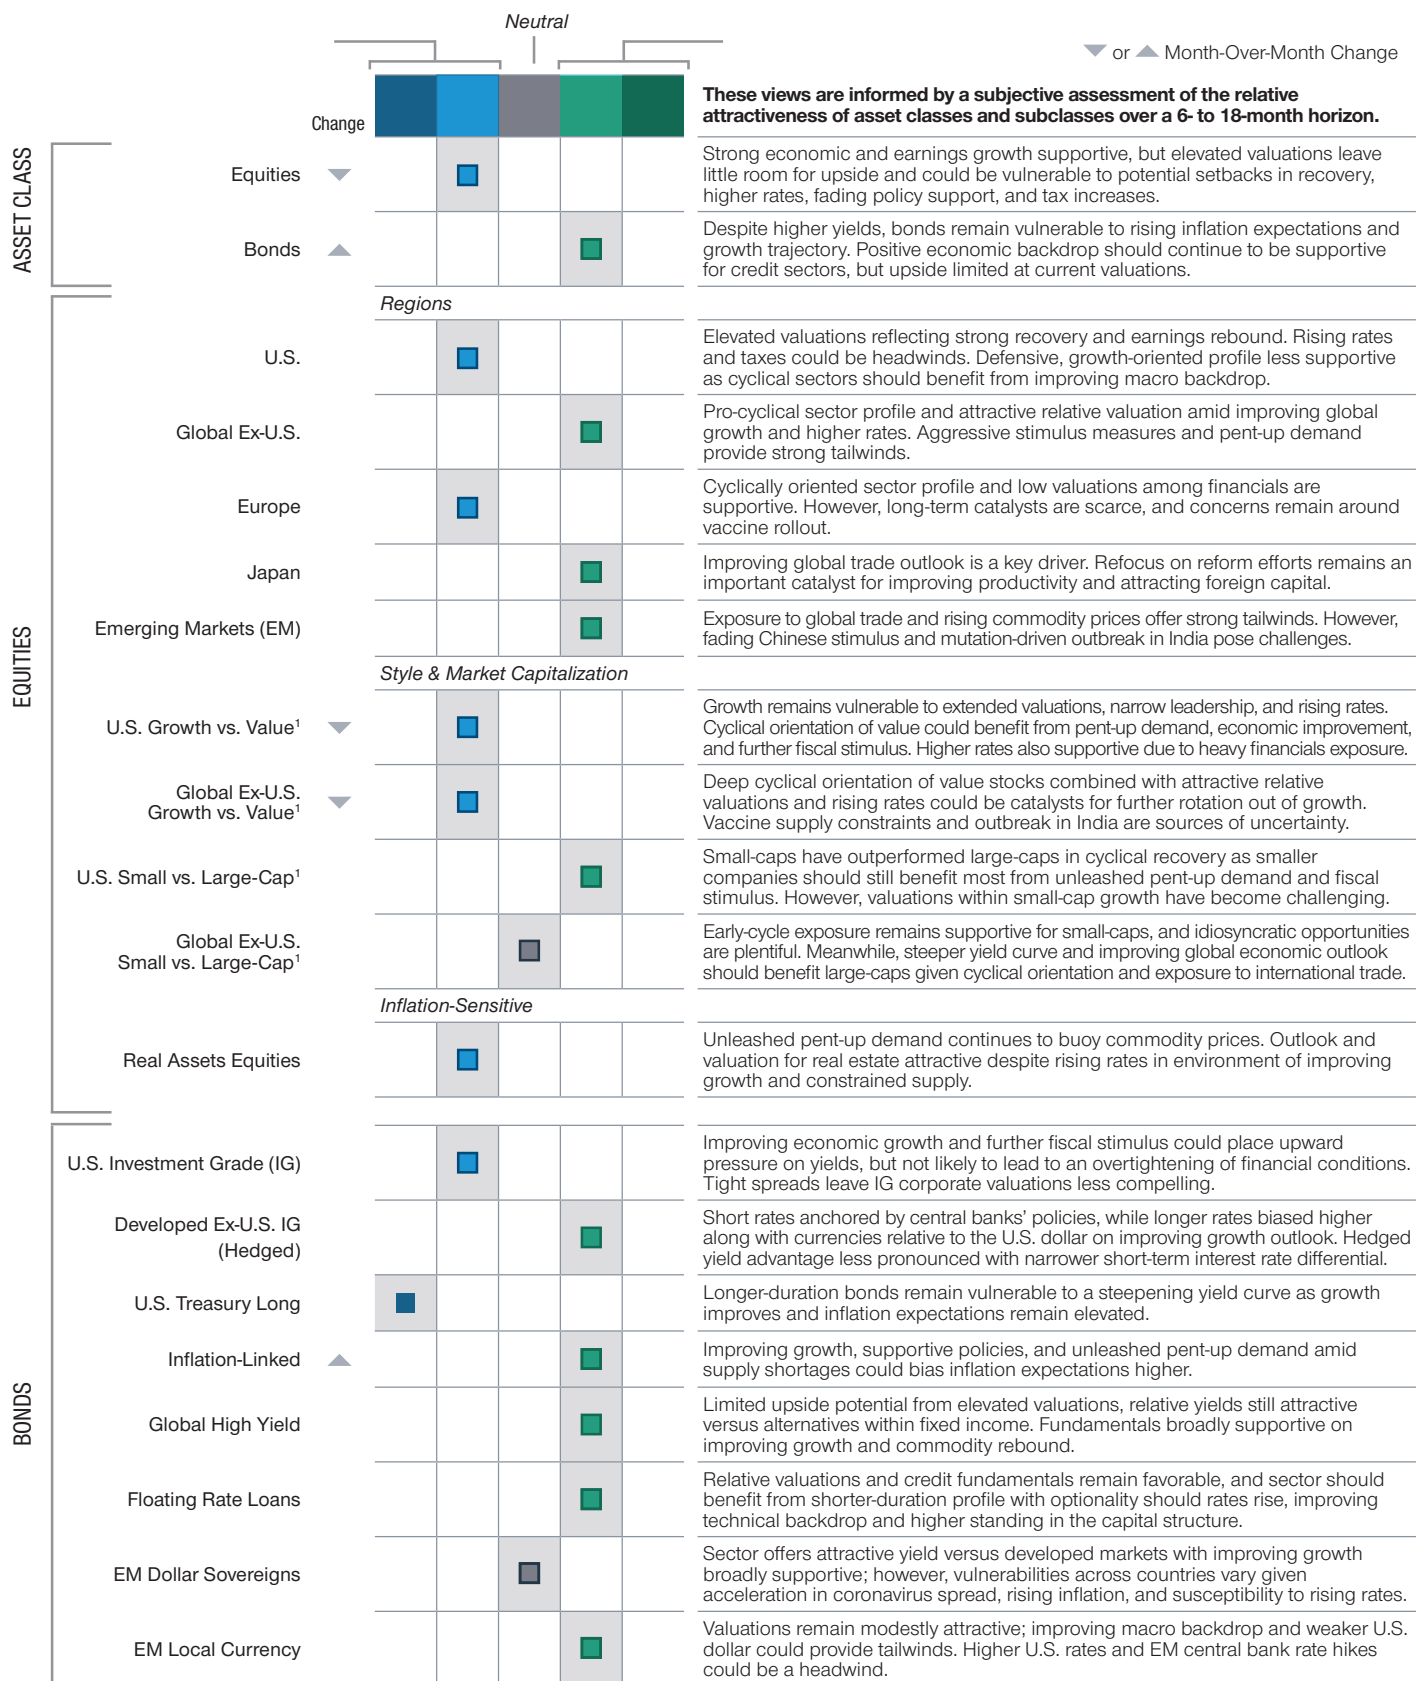 Neutral
or Month-Over-Month Change
Change
These views are informed by a subjective assessment of the relative
attractiveness of asset classes and subclasses over a 6- to 18-month horizon.
ASSET CLASS
Equities
Strong economic and earnings growth supportive, but elevated valuations leave
little room for upside and could be vulnerable to potential setbacks in recovery,
higher rates, fading policy support, and tax increases.
Bonds
Despite higher yields, bonds remain vulnerable to rising inflation expectations and
growth trajectory. Positive economic backdrop should continue to be supportive
for credit sectors, but upside limited at current valuations.
EQUITIES
Regions
U.S.
Elevated valuations reflecting strong recovery and earnings rebound. Rising rates
and taxes could be headwinds. Defensive, growth-oriented profile less supportive
as cyclical sectors should benefit from improving macro backdrop.
Global Ex-U.S.
Pro-cyclical sector profile and attractive relative valuation amid improving global
growth and higher rates. Aggressive stimulus measures and pent-up demand
provide strong tailwinds.
Europe
Cyclically oriented sector profile and low valuations among financials are
supportive. However, long-term catalysts are scarce, and concerns remain around
vaccine rollout.
Japan
Improving global trade outlook is a key driver. Refocus on reform efforts remains an
important catalyst for improving productivity and attracting foreign capital.
Emerging Markets (EM)
Exposure to global trade and rising commodity prices offer strong tailwinds. However,
fading Chinese stimulus and mutation-driven outbreak in India pose challenges.
Style & Market Capitalization
U.S. Growth vs. Value¹
Growth remains vulnerable to extended valuations, narrow leadership, and rising rates.
Cyclical orientation of value could benefit from pent-up demand, economic improvement,
and further fiscal stimulus. Higher rates also supportive due to heavy financials exposure.
Global Ex-U.S.
Growth vs. Value¹
Deep cyclical orientation of value stocks combined with attractive relative
valuations and rising rates could be catalysts for further rotation out of growth.
Vaccine supply constraints and outbreak in India are sources of uncertainty.
U.S. Small vs. Large-Cap¹
Small-caps have outperformed large-caps in cyclical recovery as smaller
companies should still benefit most from unleashed pent-up demand and fiscal
stimulus. However, valuations within small-cap growth have become challenging.
Global Ex-U.S.
Small vs. Large-Cap¹
Early-cycle exposure remains supportive for small-caps, and idiosyncratic opportunities
are plentiful. Meanwhile, steeper yield curve and improving global economic outlook
should benefit large-caps given cyclical orientation and exposure to international trade.
Inflation-Sensitive
Real Assets Equities
Unleashed pent-up demand continues to buoy commodity prices. Outlook and
valuation for real estate attractive despite rising rates in environment of improving
growth and constrained supply.
BONDS
U.S. Investment Grade (IG)
Improving economic growth and further fiscal stimulus could place upward
pressure on yields, but not likely to lead to an overtightening of financial conditions.
Tight spreads leave IG corporate valuations less compelling.
Developed Ex-U.S. IG
(Hedged)
Short rates anchored by central banks’ policies, while longer rates biased higher
along with currencies relative to the U.S. dollar on improving growth outlook. Hedged
yield advantage less pronounced with narrower short-term interest rate differential.
U.S. Treasury Long
Longer-duration bonds remain vulnerable to a steepening yield curve as growth
improves and inflation expectations remain elevated.
Inflation-Linked
Improving growth, supportive policies, and unleashed pent-up demand amid
supply shortages could bias inflation expectations higher.
Global High Yield
Limited upside potential from elevated valuations, relative yields still attractive
versus alternatives within fixed income. Fundamentals broadly supportive on
improving growth and commodity rebound.
Floating Rate Loans
Relative valuations and credit fundamentals remain favorable, and sector should
benefit from shorter-duration profile with optionality should rates rise, improving
technical backdrop and higher standing in the capital structure.
EM Dollar Sovereigns
Sector offers attractive yield versus developed markets with improving growth
broadly supportive; however, vulnerabilities across countries vary given
acceleration in coronavirus spread, rising inflation, and susceptibility to rising rates.
EM Local Currency
Valuations remain modestly attractive; improving macro backdrop and weaker U.S.
dollar could provide tailwinds. Higher U.S. rates and EM central bank rate hikes
could be a headwind.